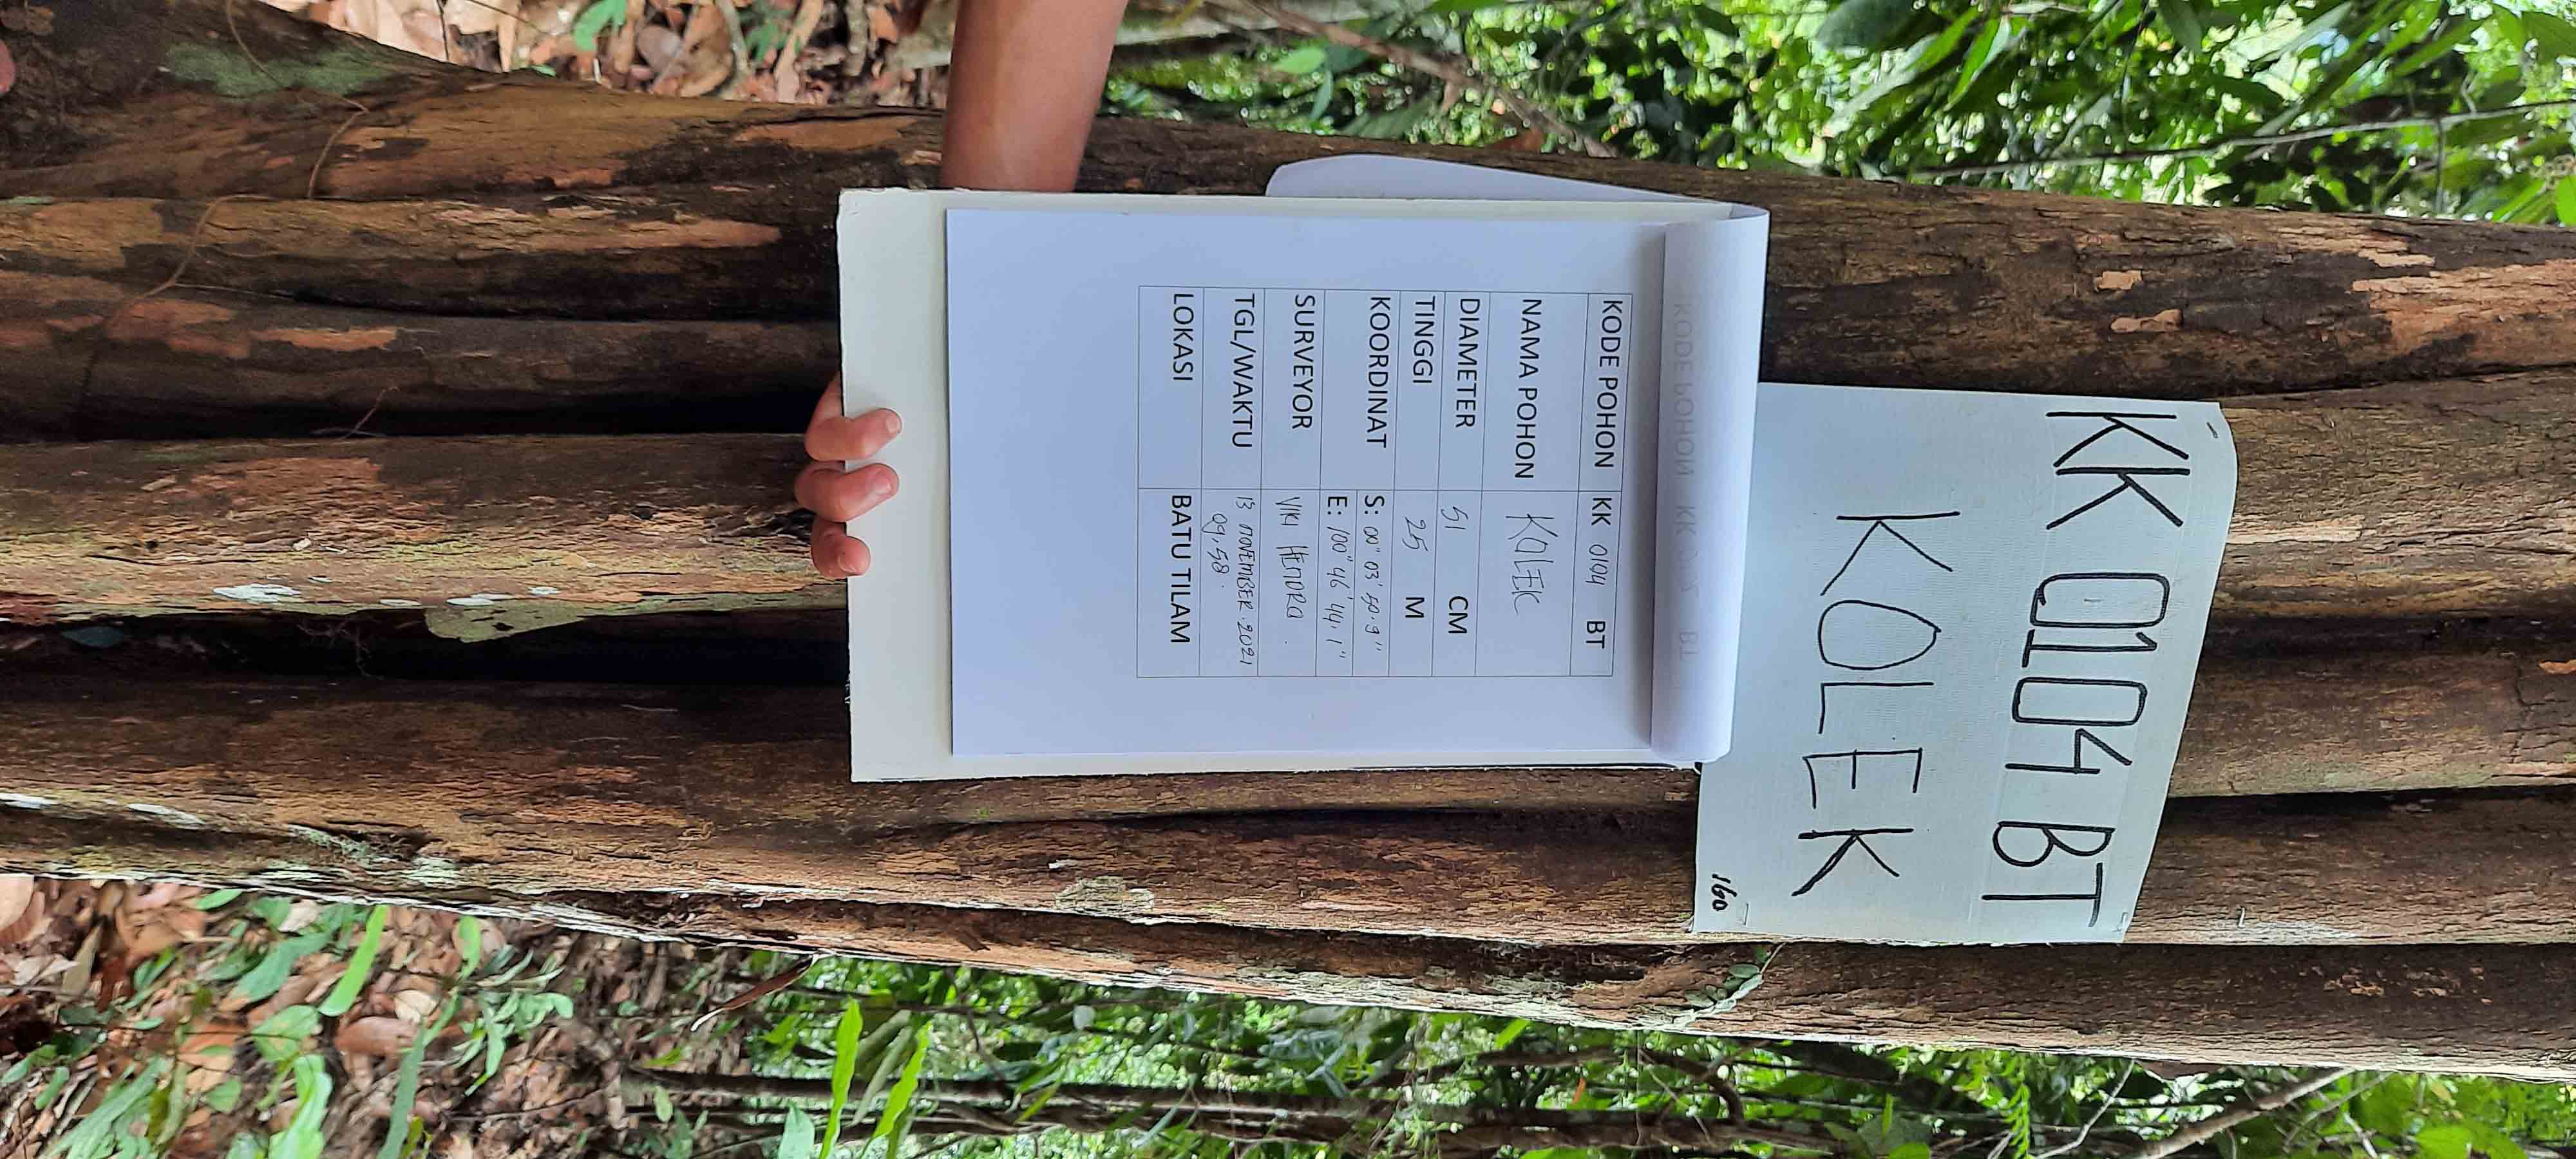 KK 0104 BT
KOLEK
160
KODE POHON KK 0104 BT
NAMA POHON KOLEK
DIAMETER 51 CM
TINGGI 25 M
KOORDINAT S: 00° 03' 50.9"
E: 100° 46' 44.1"
SURVEYOR VIKI HENDRA.
TGL/WAKTU 13 NOVEMBER. 2021
09.58.
LOKASI BATU TILAM